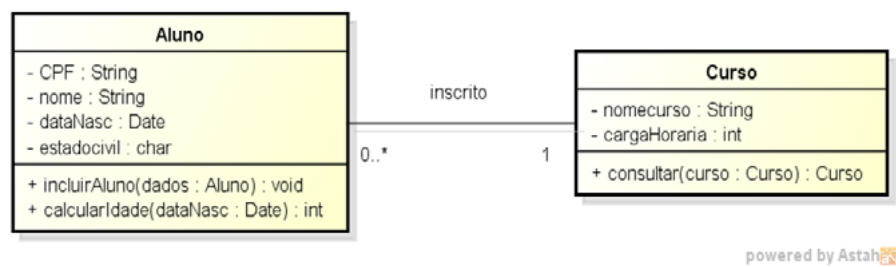 Aluno
- CPF : String
- nome : String
- dataNasc : Date
- estadocivil : char
+ incluirAluno(dados : Aluno) : void
+ calcularIdade(dataNasc : Date) : int
inscrito
0..*
1
Curso
- nomecurso : String
- cargaHoraria : int
+ consultar(curso : Curso) : Curso
powered by Astah